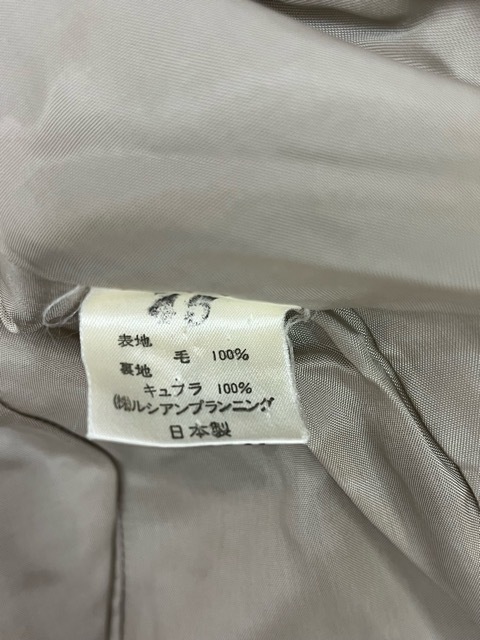 45
表地
毛 100%
裏地
キュプラ 100%
㈱ルシアンプランニング
日本製